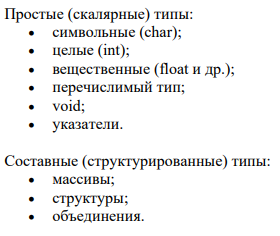 Простые (скалярные) типы:
• символьные (char);
• целые (int);
• вещественные (float и др.);
• перечислимый тип;
• void;
• указатели.
Составные (структурированные) типы:
• массивы;
• структуры;
• объединения.